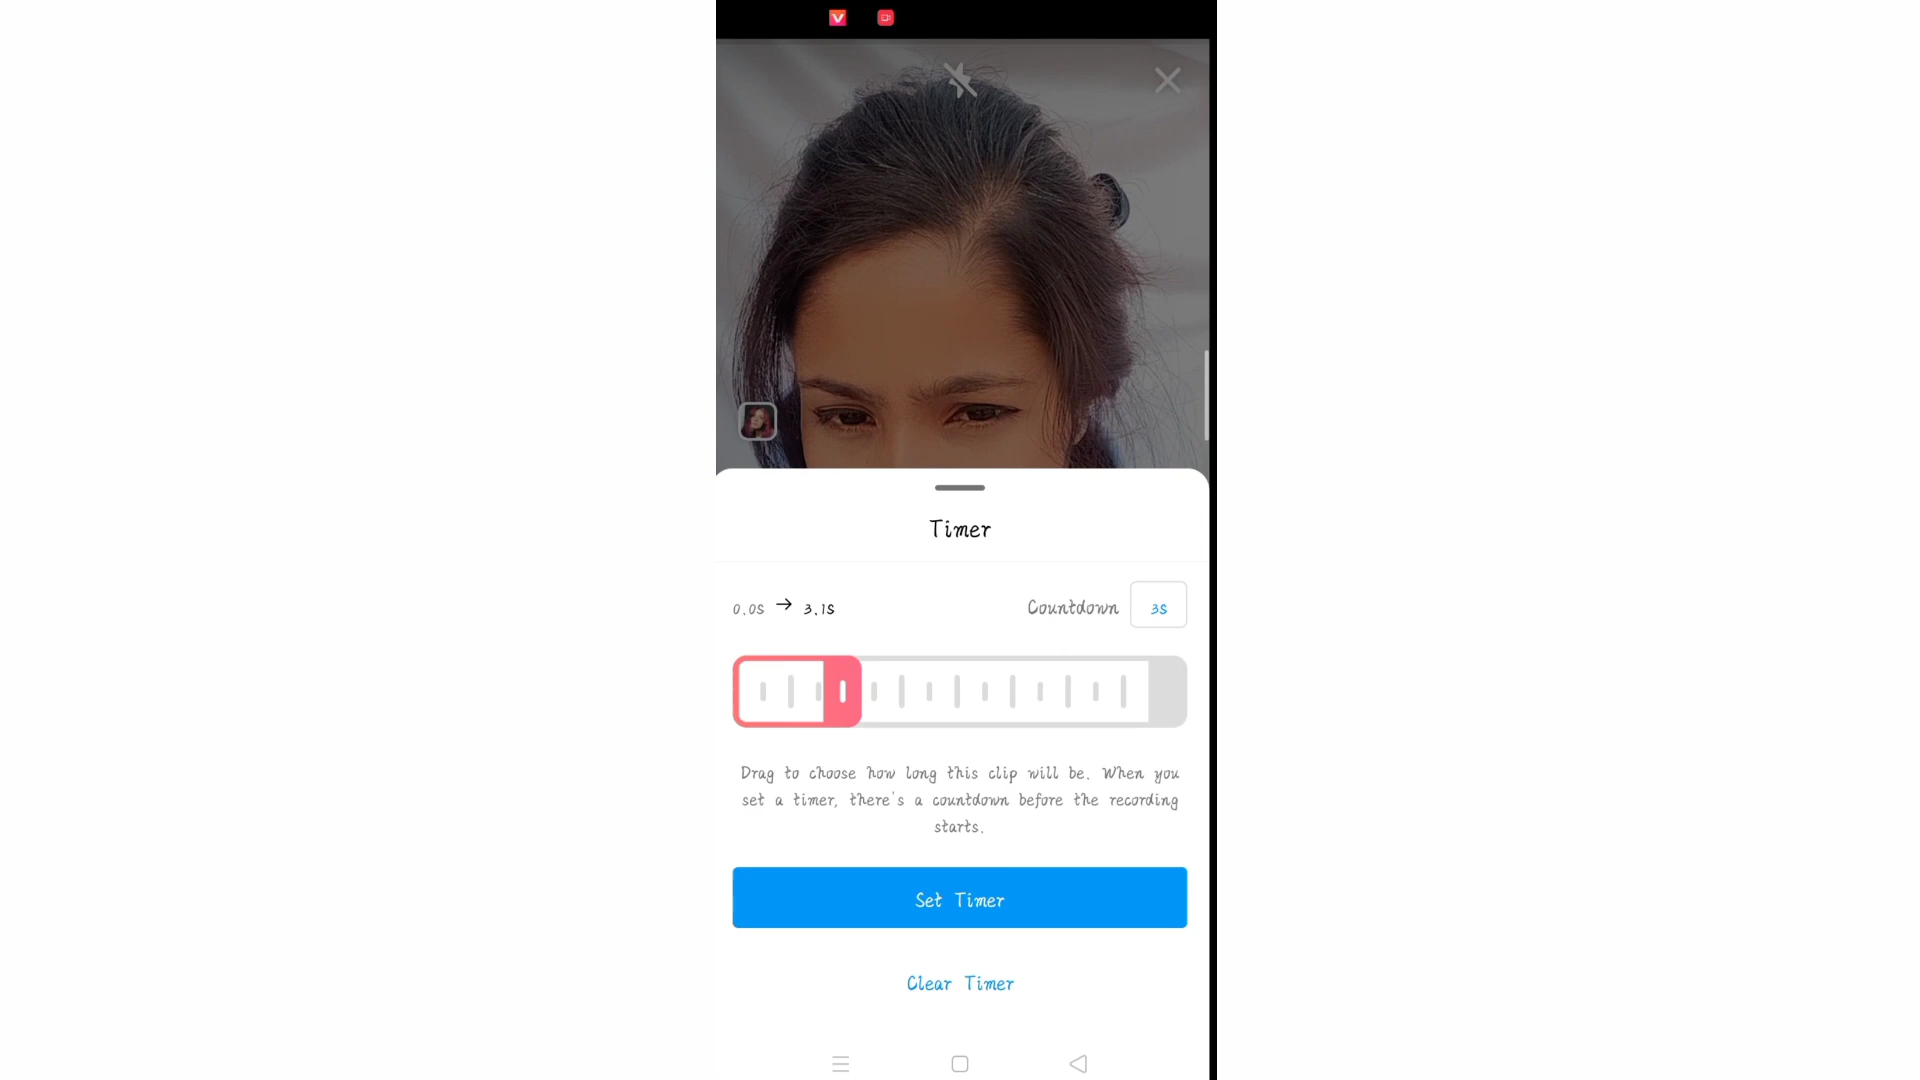 Timer
0.0s → 3.1s
Countdown 3s
Drag to choose how long this clip will be. When you
set a timer, there's a countdown before the recording
starts.
Set Timer
Clear Timer